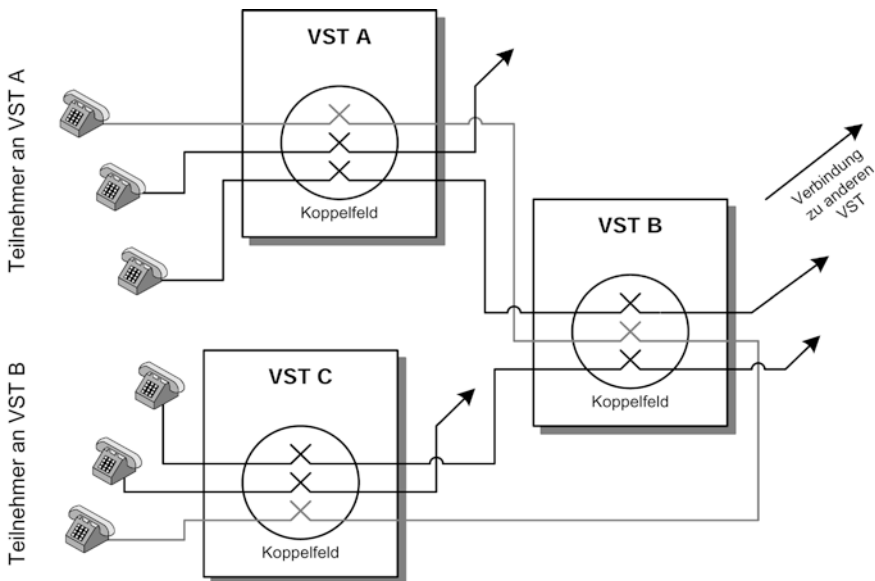 Teilnehmer an VST A
VST A
Koppelfeld
Verbindung
zu anderen
VST
VST B
Koppelfeld
Teilnehmer an VST B
VST C
Koppelfeld